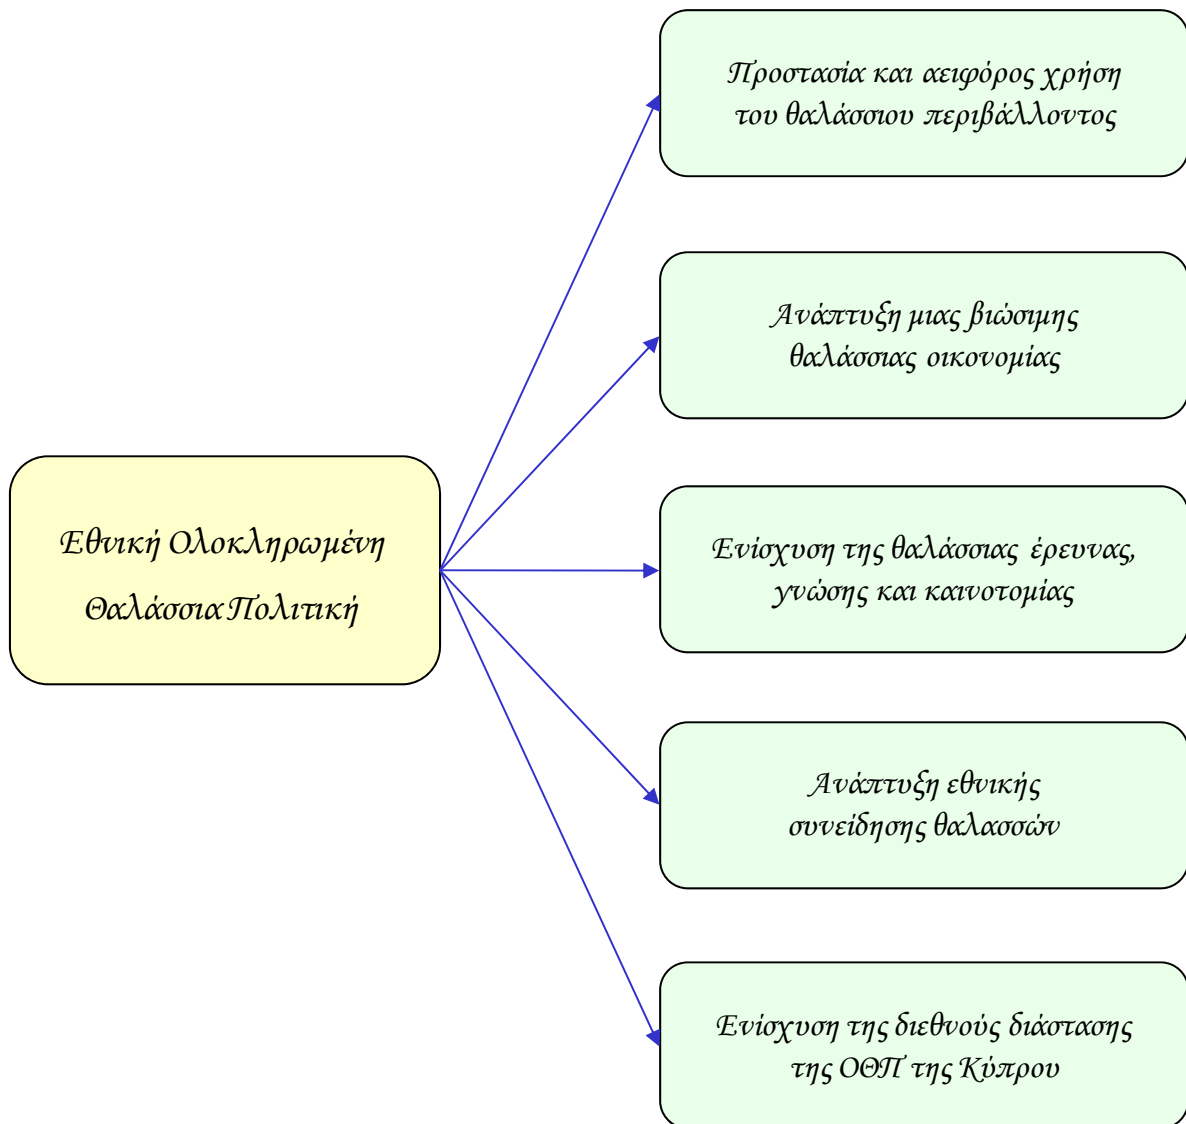 Προστασία και αειφόρος χρήση
του θαλάσσιου περιβάλλοντος
Ανάπτυξη μιας βιώσιμης
θαλάσσιας οικονομίας
Εθνική Ολοκληρωμένη
Θαλάσσια Πολιτική
Ενίσχυση της θαλάσσιας έρευνας,
γνώσης και καινοτομίας
Ανάπτυξη εθνικής
συνείδησης θαλασσών
Ενίσχυση της διεθνούς διάστασης
της ΟΘΠ της Κύπρου